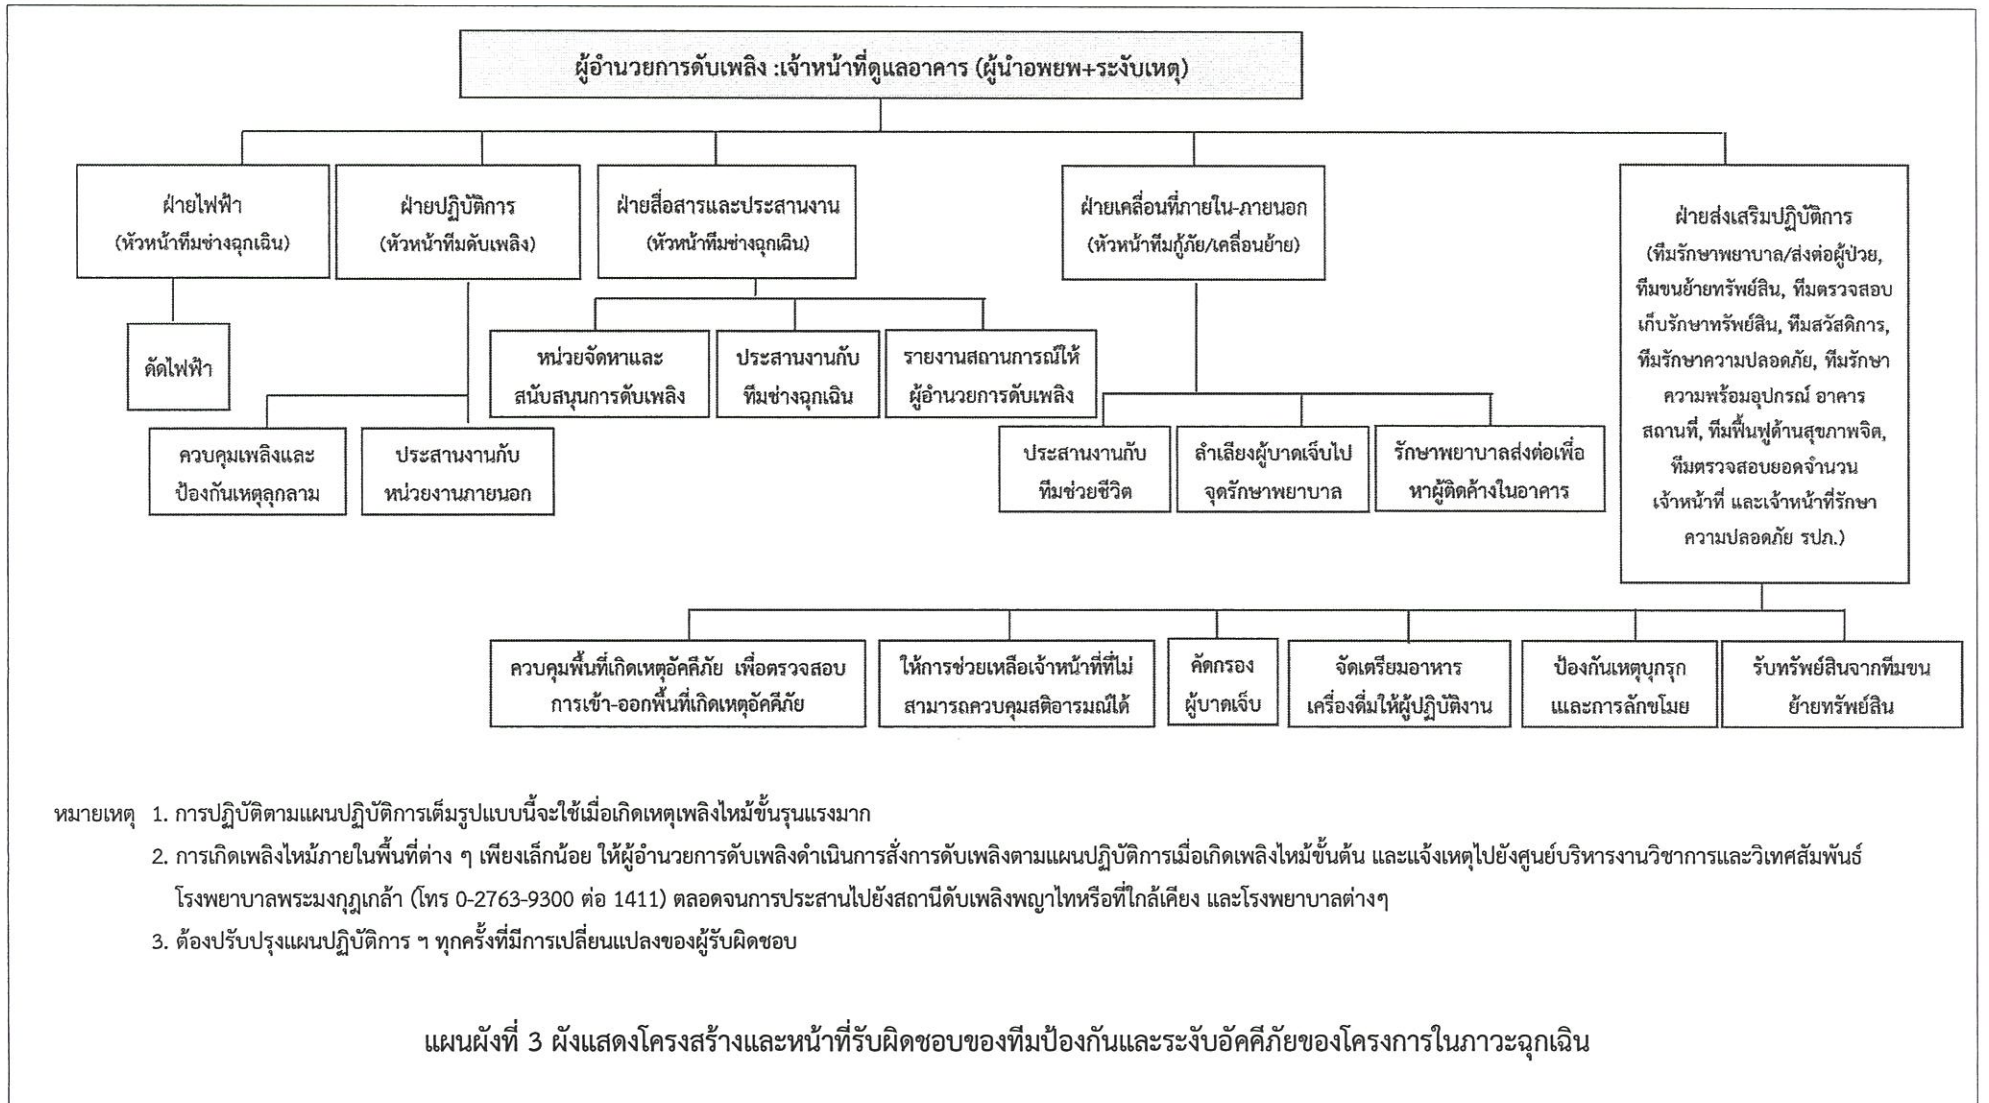 ผู้อำนวยการดับเพลิง :เจ้าหน้าที่ดูแลอาคาร (ผู้นำอพยพ+ระงับเหตุ)
ฝ่ายไฟฟ้า
(หัวหน้าทีมช่างฉุกเฉิน)
ฝ่ายปฏิบัติการ
(หัวหน้าทีมดับเพลิง)
ฝ่ายสื่อสารและประสานงาน
(หัวหน้าทีมช่างฉุกเฉิน)
ฝ่ายเคลื่อนที่ภายใน-ภายนอก
(หัวหน้าทีมกู้ภัย/เคลื่อนย้าย)
ฝ่ายส่งเสริมปฏิบัติการ
(ทีมรักษาพยาบาล/ส่งต่อผู้ป่วย,
ทีมขนย้ายทรัพย์สิน, ทีมตรวจสอบ
เก็บรักษาทรัพย์สิน, ทีมสวัสดิการ,
ทีมรักษาความปลอดภัย, ทีมรักษา
ความพร้อมอุปกรณ์ อาคาร
สถานที่, ทีมฟื้นฟูด้านสุขภาพจิต,
ทีมตรวจสอบยอดจำนวน
เจ้าหน้าที่ และเจ้าหน้าที่รักษา
ความปลอดภัย รปภ.)
ตัดไฟฟ้า
หน่วยจัดหาและ
สนับสนุนการดับเพลิง
ประสานงานกับ
ทีมช่างฉุกเฉิน
รายงานสถานการณ์ให้
ผู้อำนวยการดับเพลิง
ควบคุมเพลิงและ
ป้องกันเหตุลุกลาม
ประสานงานกับ
หน่วยงานภายนอก
ประสานงานกับ
ทีมช่วยชีวิต
ลำเลียงผู้บาดเจ็บไป
จุดรักษาพยาบาล
รักษาพยาบาลส่งต่อเพื่อ
หาผู้ติดค้างในอาคาร
ควบคุมพื้นที่เกิดเหตุอัคคีภัย เพื่อตรวจสอบ
การเข้า-ออกพื้นที่เกิดเหตุอัคคีภัย
ให้การช่วยเหลือเจ้าหน้าที่ที่ไม่
สามารถควบคุมสติอารมณ์ได้
คัดกรอง
ผู้บาดเจ็บ
จัดเตรียมอาหาร
เครื่องดื่มให้ผู้ปฏิบัติงาน
ป้องกันเหตุบุกรุก
และการลักขโมย
รับทรัพย์สินจากทีมขน
ย้ายทรัพย์สิน
หมายเหตุ 1. การปฏิบัติตามแผนปฏิบัติการเต็มรูปแบบนี้จะใช้เมื่อเกิดเหตุเพลิงไหม้ขั้นรุนแรงมาก
2. การเกิดเพลิงไหม้ภายในพื้นที่ต่าง ๆ เพียงเล็กน้อย ให้ผู้อำนวยการดับเพลิงดำเนินการสั่งการดับเพลิงตามแผนปฏิบัติการเมื่อเกิดเพลิงไหม้ขั้นต้น และแจ้งเหตุไปยังศูนย์บริหารงานวิชาการและวิเทศสัมพันธ์
โรงพยาบาลพระมงกุฎเกล้า (โทร 0-2763-9300 ต่อ 1411) ตลอดจนการประสานไปยังสถานีดับเพลิงพญาไทหรือที่ใกล้เคียง และโรงพยาบาลต่างๆ
3. ต้องปรับปรุงแผนปฏิบัติการ ฯ ทุกครั้งที่มีการเปลี่ยนแปลงของผู้รับผิดชอบ
แผนผังที่ 3 ผังแสดงโครงสร้างและหน้าที่รับผิดชอบของทีมป้องกันและระงับอัคคีภัยของโครงการในภาวะฉุกเฉิน